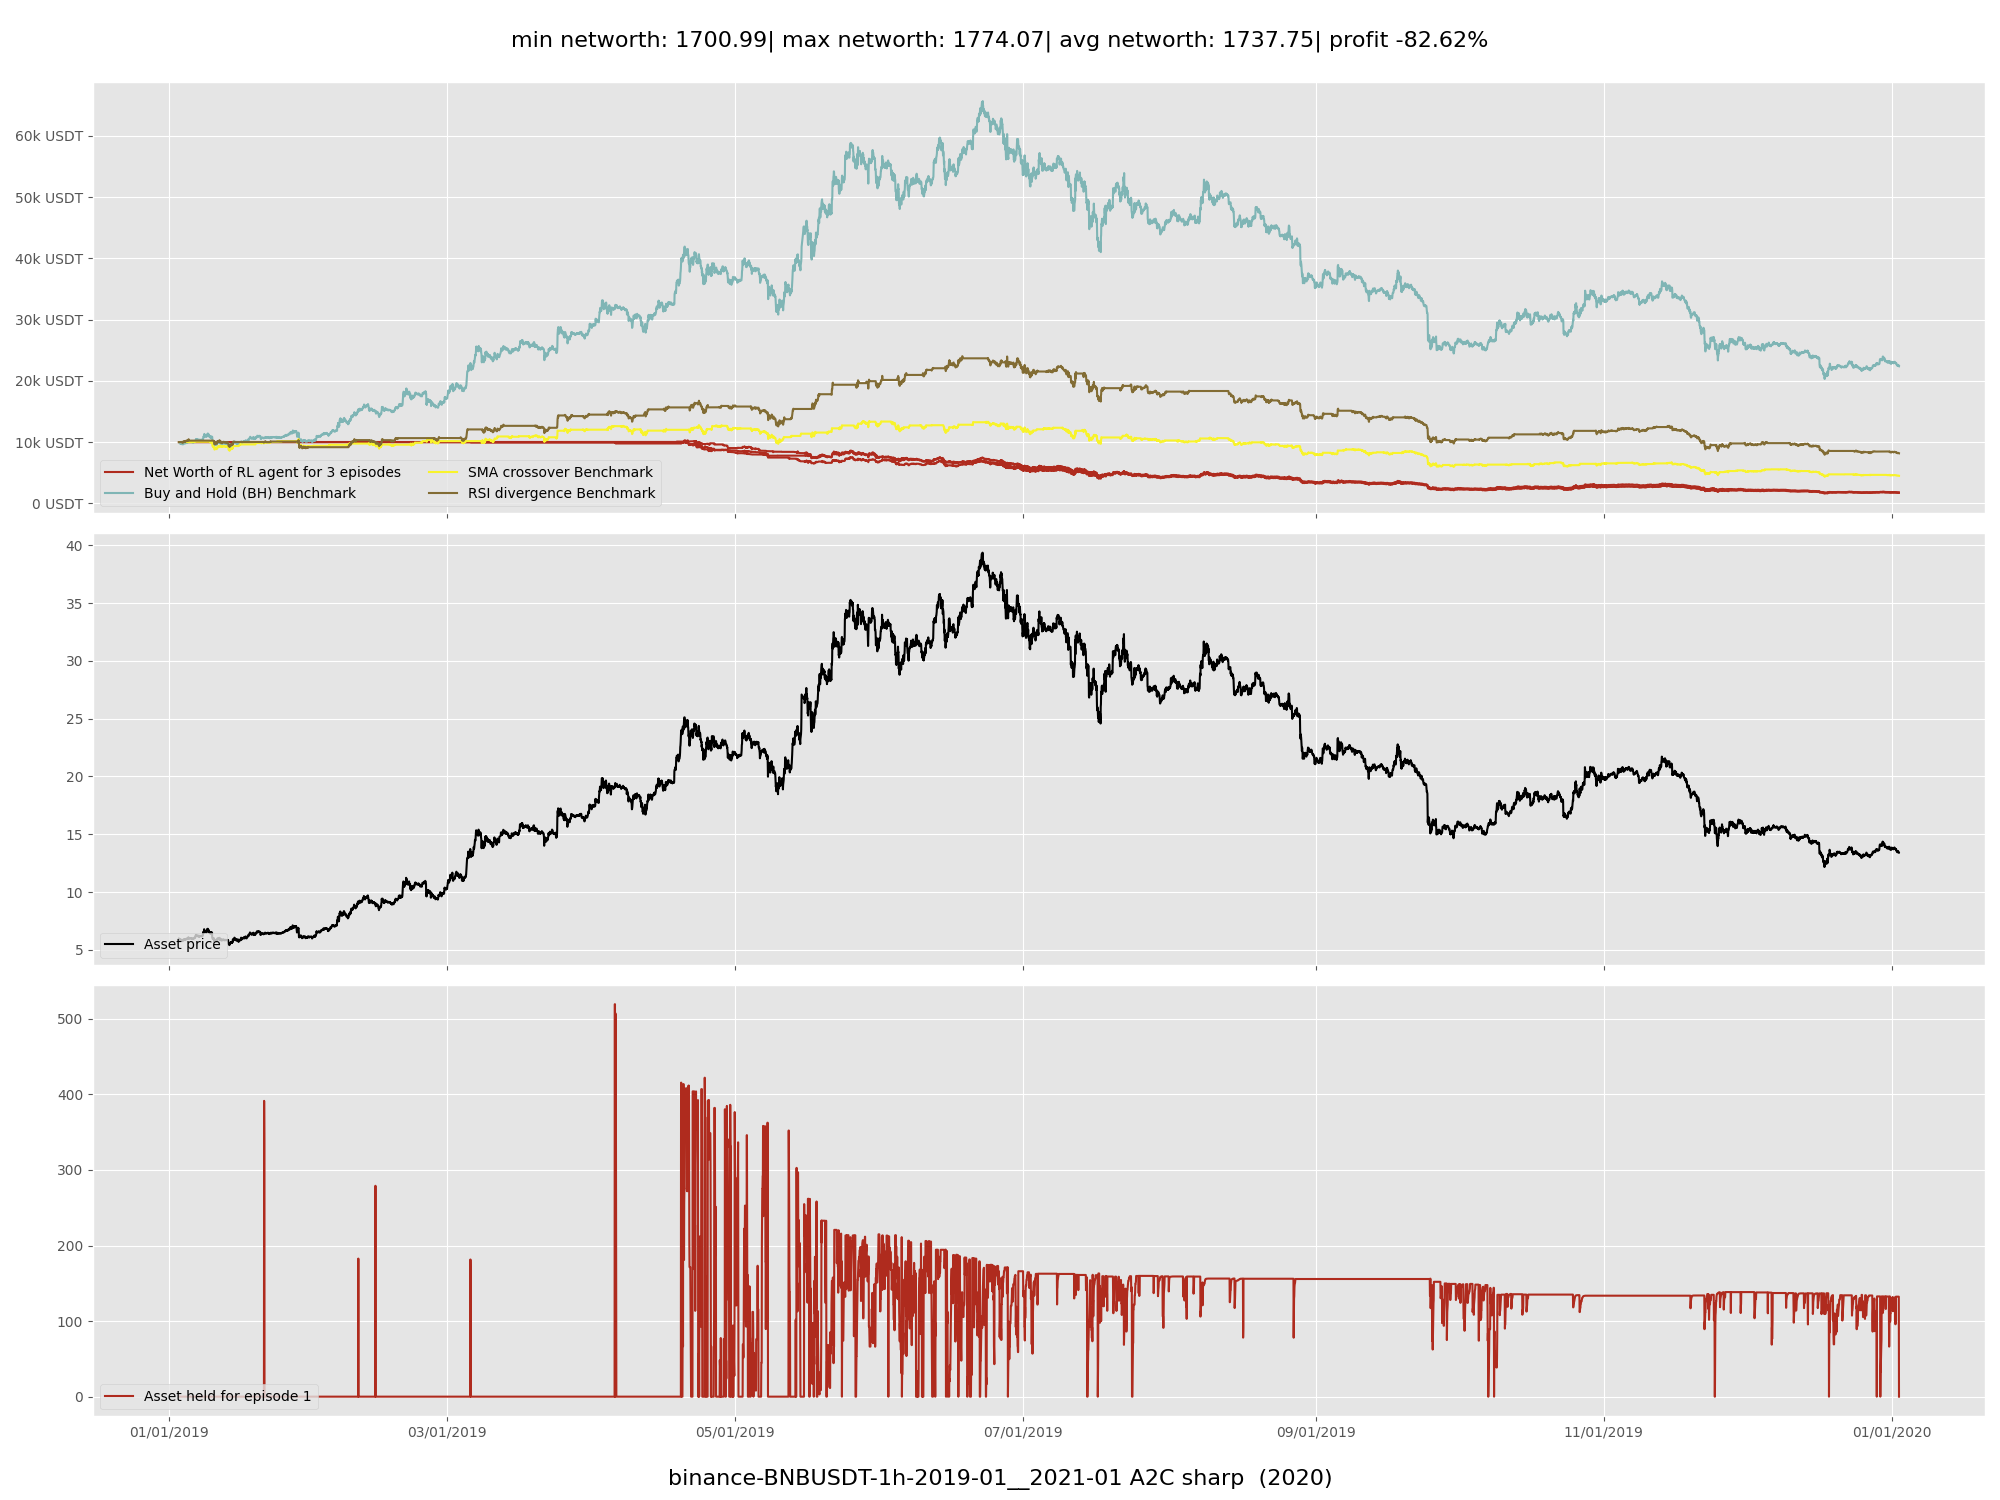 min networth: 1700.99| max networth: 1774.07| avg networth: 1737.75| profit -82.62%
60k USDT
50k USDT
40k USDT
30k USDT
20k USDT
10k USDT
0 USDT
Net Worth of RL agent for 3 episodes
Buy and Hold (BH) Benchmark
SMA crossover Benchmark
RSI divergence Benchmark
40
35
30
25
20
15
10
5
Asset price
500
400
300
200
100
0
Asset held for episode 1
01/01/2019 03/01/2019 05/01/2019 07/01/2019 09/01/2019 11/01/2019 01/01/2020
binance-BNBUSDT-1h-2019-01__2021-01 A2C sharp (2020)